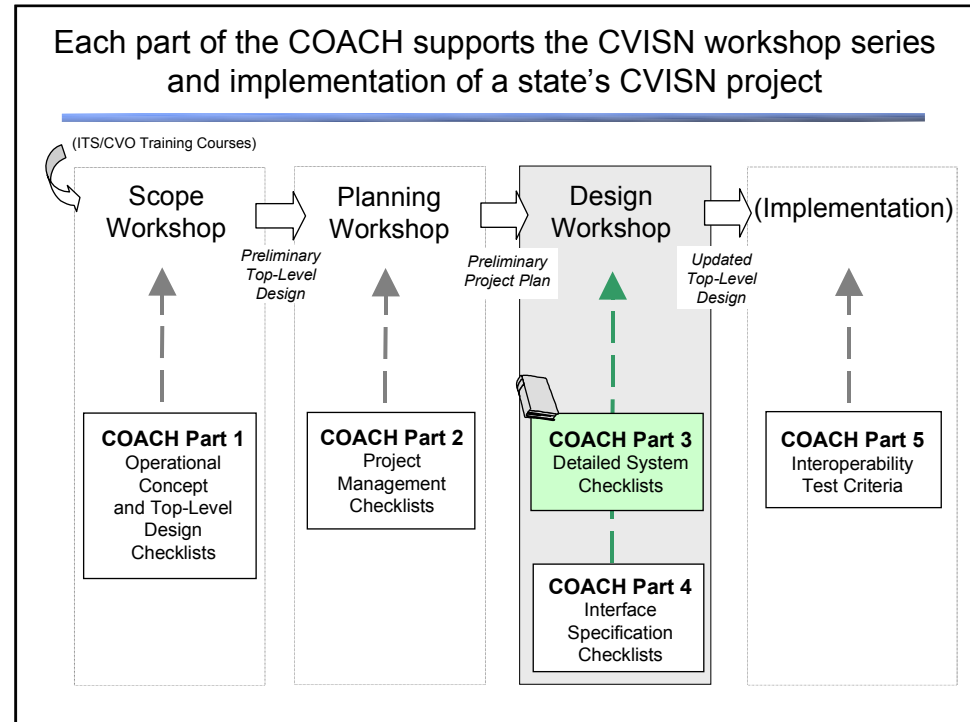 Each part of the COACH supports the CVISN workshop series
and implementation of a state's CVISN project
(ITS/CVO Training Courses)
Scope
Workshop
Preliminary
Top-Level
Design
Planning
Workshop
Preliminary
Project Plan
Design
Workshop
Updated
Top-Level
Design
(Implementation)
COACH Part 1
Operational
Concept
and Top-Level
Design
Checklists
COACH Part 2
Project
Management
Checklists
COACH Part 3
Detailed System
Checklists
COACH Part 4
Interface
Specification
Checklists
COACH Part 5
Interoperability
Test Criteria